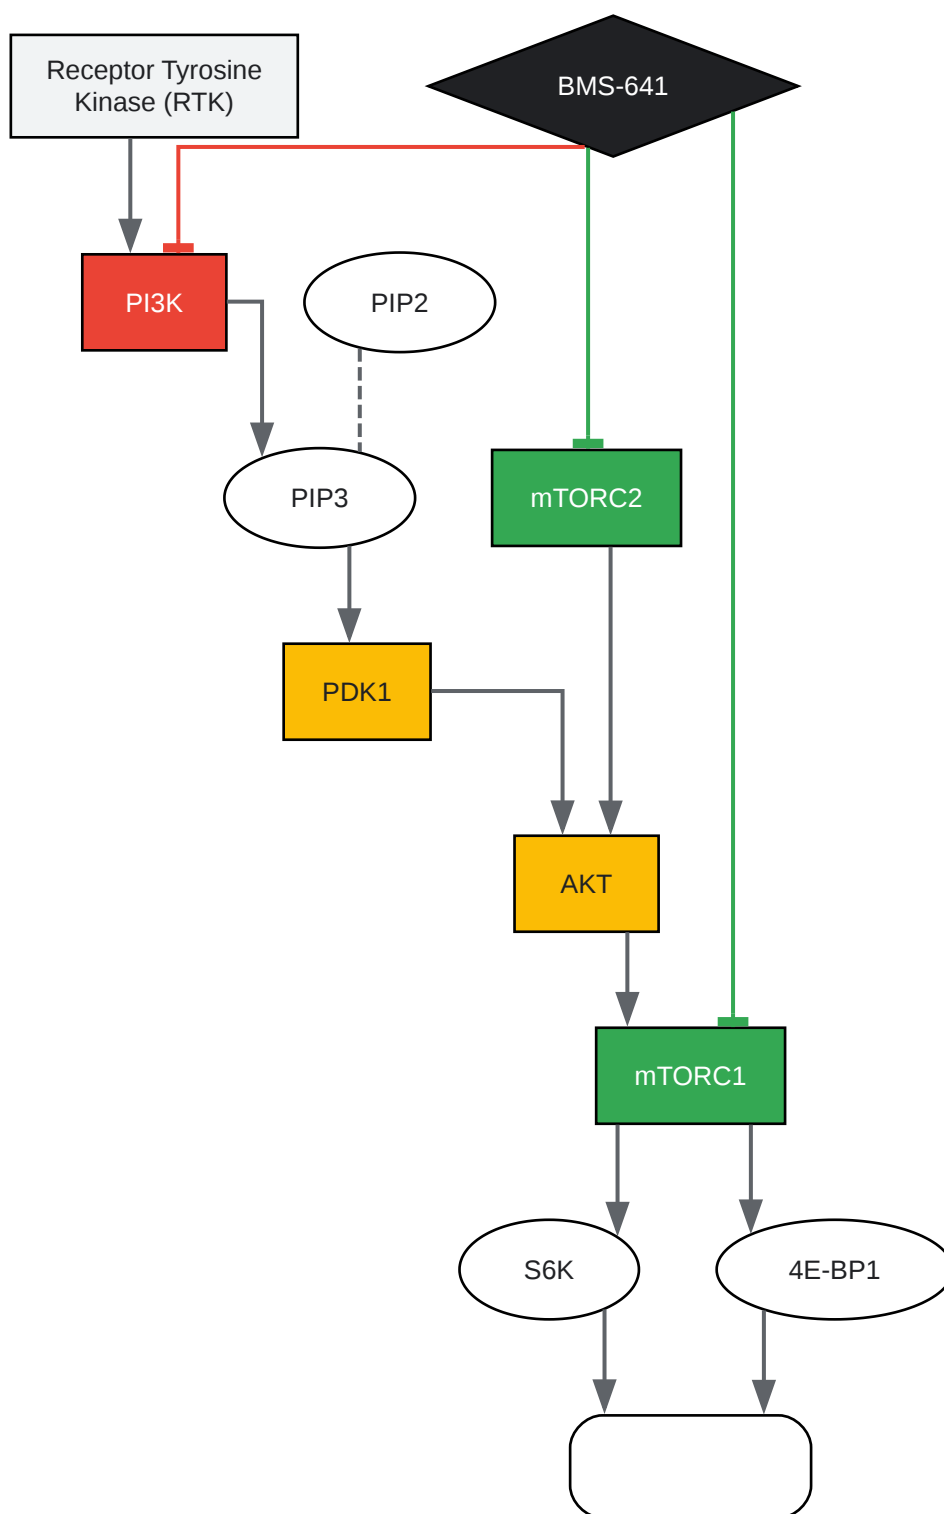 Receptor Tyrosine
Kinase (RTK)
BMS-641
PI3K
PIP2
PIP3
mTORC2
PDK1
AKT
mTORC1
S6K
4E-BP1